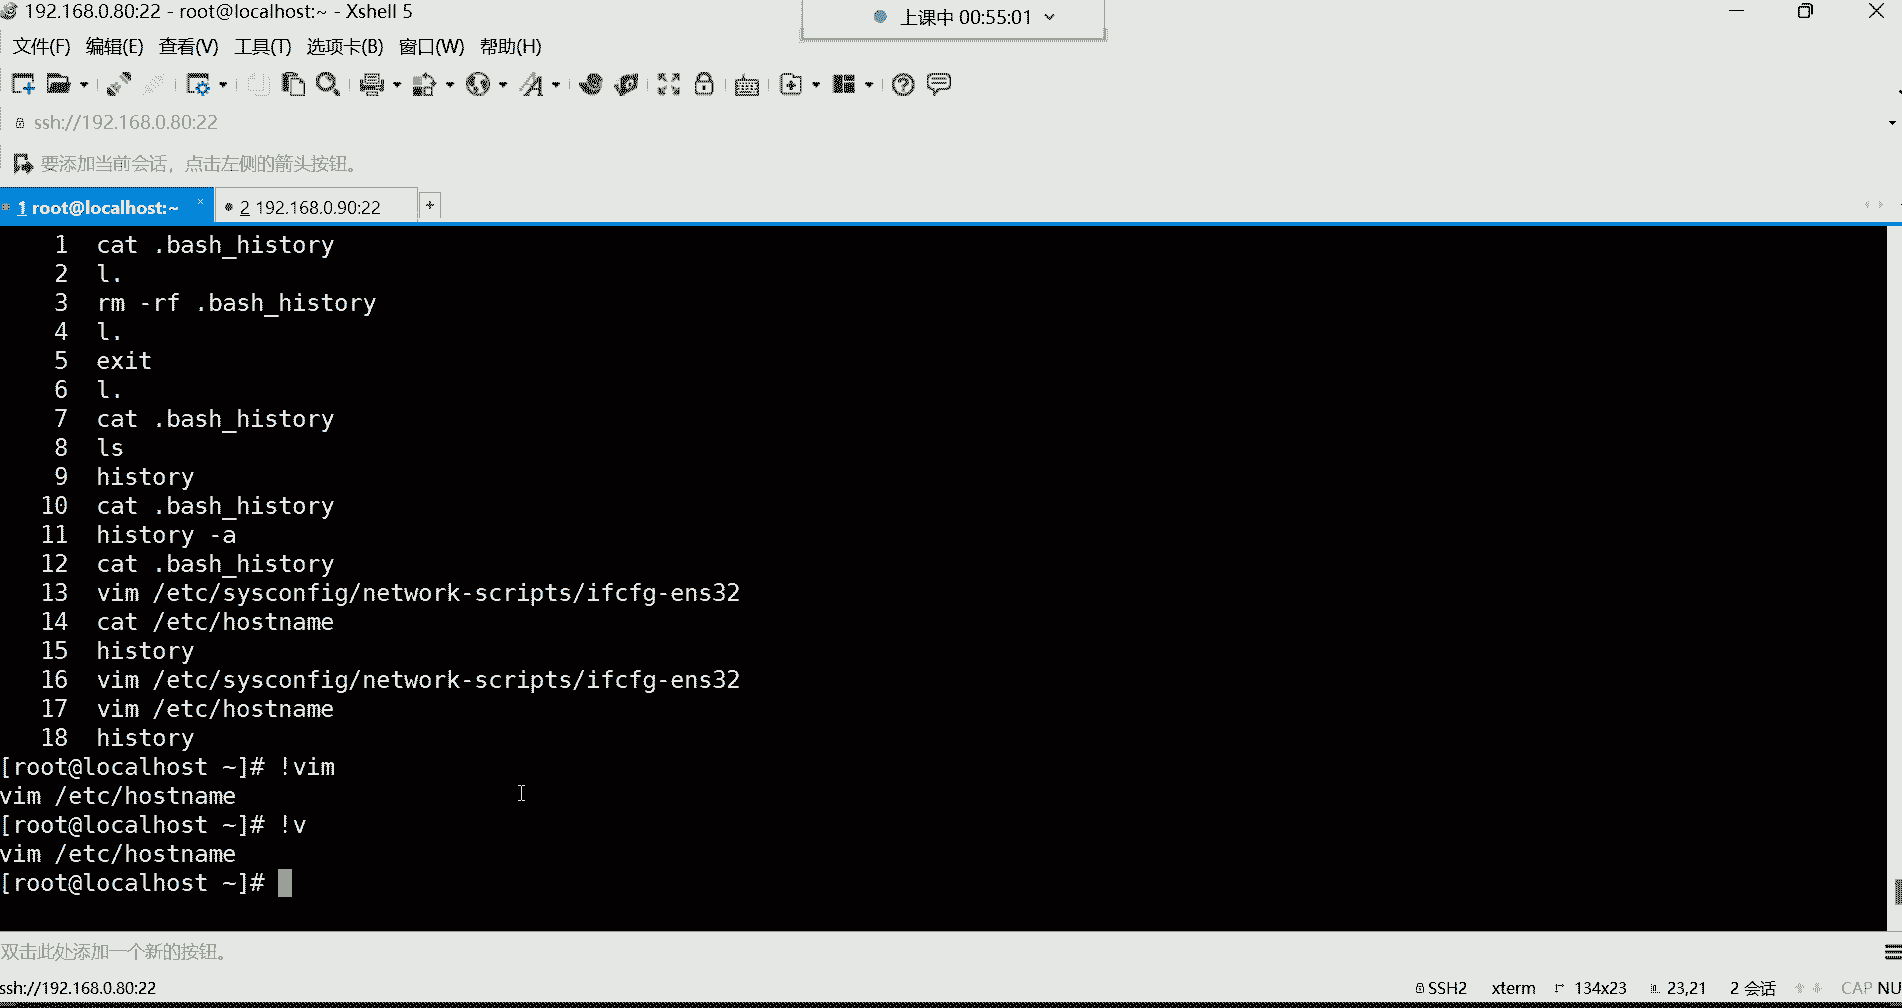 192.168.0.80:22 - root@localhost:~ - Xshell 5
上课中 00:55:01
文件(F) 编辑(E) 查看(V) 工具(T) 选项卡(B) 窗口(W) 帮助(H)
ssh://192.168.0.80:22
要添加当前会话，点击左侧的箭头按钮。
1 root@localhost:~ × 2 192.168.0.90:22 +
1 cat .bash_history
2 l.
3 rm -rf .bash_history
4 l.
5 exit
6 l.
7 cat .bash_history
8 ls
9 history
10 cat .bash_history
11 history -a
12 cat .bash_history
13 vim /etc/sysconfig/network-scripts/ifcfg-ens32
14 cat /etc/hostname
15 history
16 vim /etc/sysconfig/network-scripts/ifcfg-ens32
17 vim /etc/hostname
18 history
[root@localhost ~]# !vim
vim /etc/hostname
[root@localhost ~]# !v
vim /etc/hostname
[root@localhost ~]#
双击此处添加一个新的按钮。
ssh://192.168.0.80:22 SSH2 xterm 134x23 23,21 2 会话 CAP NU